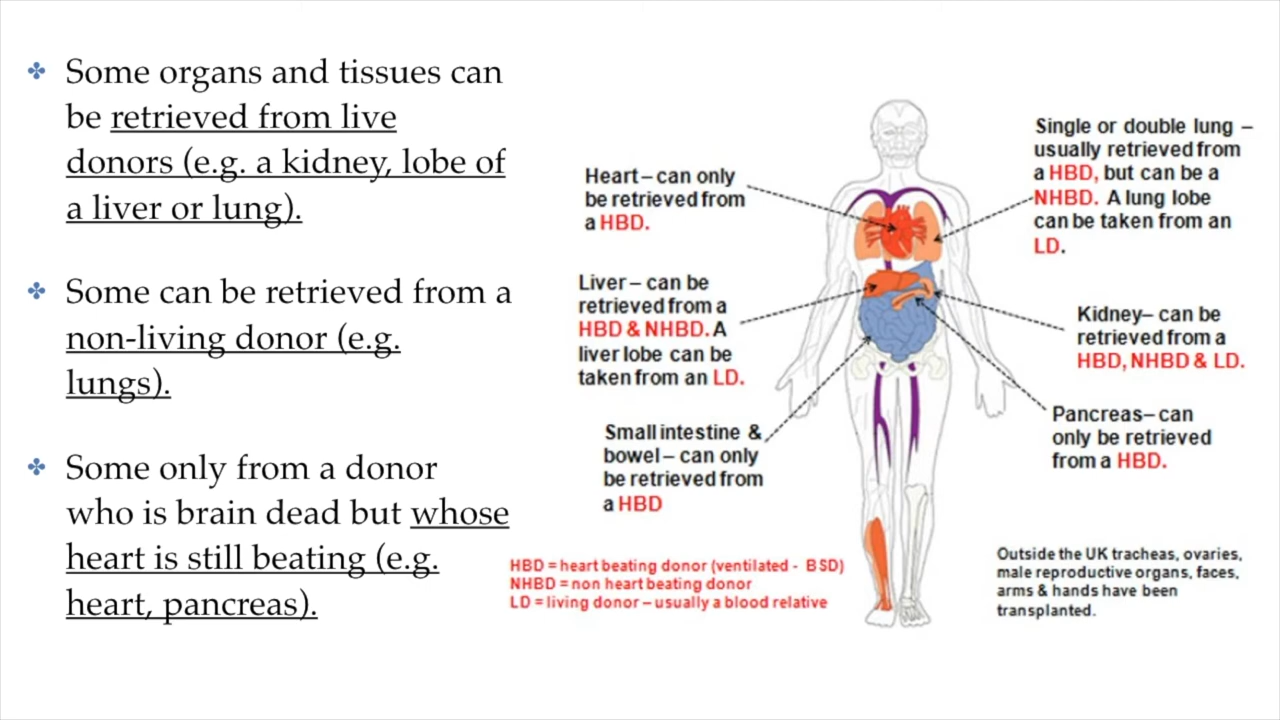 Some organs and tissues can
be retrieved from live
donors (e.g. a kidney, lobe of
a liver or lung).
Some can be retrieved from a
non-living donor (e.g.
lungs).
Some only from a donor
who is brain dead but whose
heart is still beating (e.g.
heart, pancreas).
Heart – can only
be retrieved from
a HBD.
Liver – can be
retrieved from a
HBD & NHBD. A
liver lobe can be
taken from an LD.
Small intestine &
bowel – can only
be retrieved from
a HBD
Single or double lung –
usually retrieved from
a HBD, but can be a
NHBD. A lung lobe
can be taken from an
LD.
Kidney– can be
retrieved from a
HBD, NHBD & LD.
Pancreas– can
only be retrieved
from a HBD.
HBD = heart beating donor (ventilated - BSD)
NHBD = non heart beating donor
LD = living donor – usually a blood relative
Outside the UK tracheas, ovaries,
male reproductive organs, faces,
arms & hands have been
transplanted.